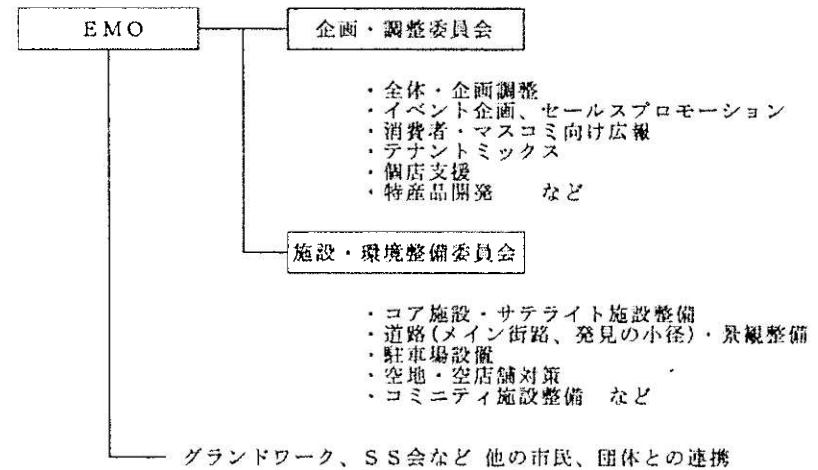 EMO
企画・調整委員会
・全体・企画調整
・イベント企画、セールスプロモーション
・消費者・マスコミ向け広報
・テナントミックス
・個店支援
・特産品開発 など
施設・環境整備委員会
・コア施設・サテライト施設整備
・道路(メイン街路、発見の小径)・景観整備
・駐車場設置
・空地・空店舗対策
・コミニティ施設整備 など
グランドワーク、SS会など 他の市民、団体との連携